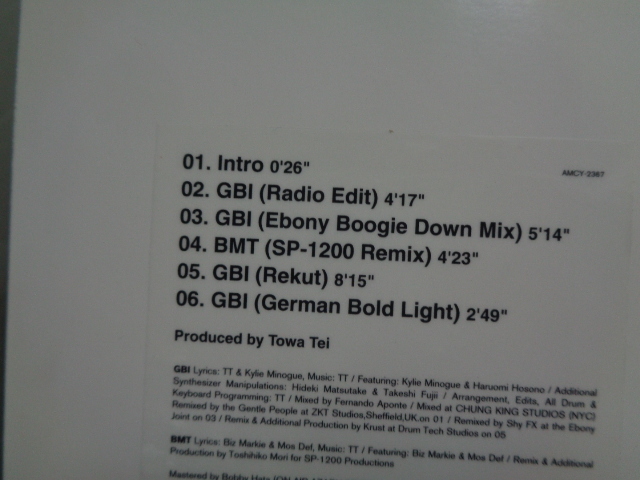 01. Intro 0'26"
AMCY-2367
02. GBI (Radio Edit) 4'17"
03. GBI (Ebony Boogie Down Mix) 5'14"
04. BMT (SP-1200 Remix) 4'23"
05. GBI (Rekut) 8'15"
06. GBI (German Bold Light) 2'49"
Produced by Towa Tei
GBI Lyrics: TT & Kylie Minogue, Music: TT / Featuring: Kylie Minogue & Haruomi Hosono / Additional
Synthesizer Manipulations: Hideki Matsutake & Takeshi Fujii / Arrangement, Edits, All Drum &
Keyboard Programming: TT / Mixed by Fernando Aponte / Mixed at CHUNG KING STUDIOS (NYC)
Remixed by the Gentle People at ZKT Studios,Sheffield,UK.on 01 / Remixed by Shy FX at the Ebony
Joint on 03 / Remix & Additional Production by Krust at Drum Tech Studios on 05
BMT Lyrics: Biz Markie & Mos Def, Music: TT / Featuring: Biz Markie & Mos Def / Remix & Additional
Production by Toshihiko Mori for SP-1200 Productions
Mastered by Bobby Hata